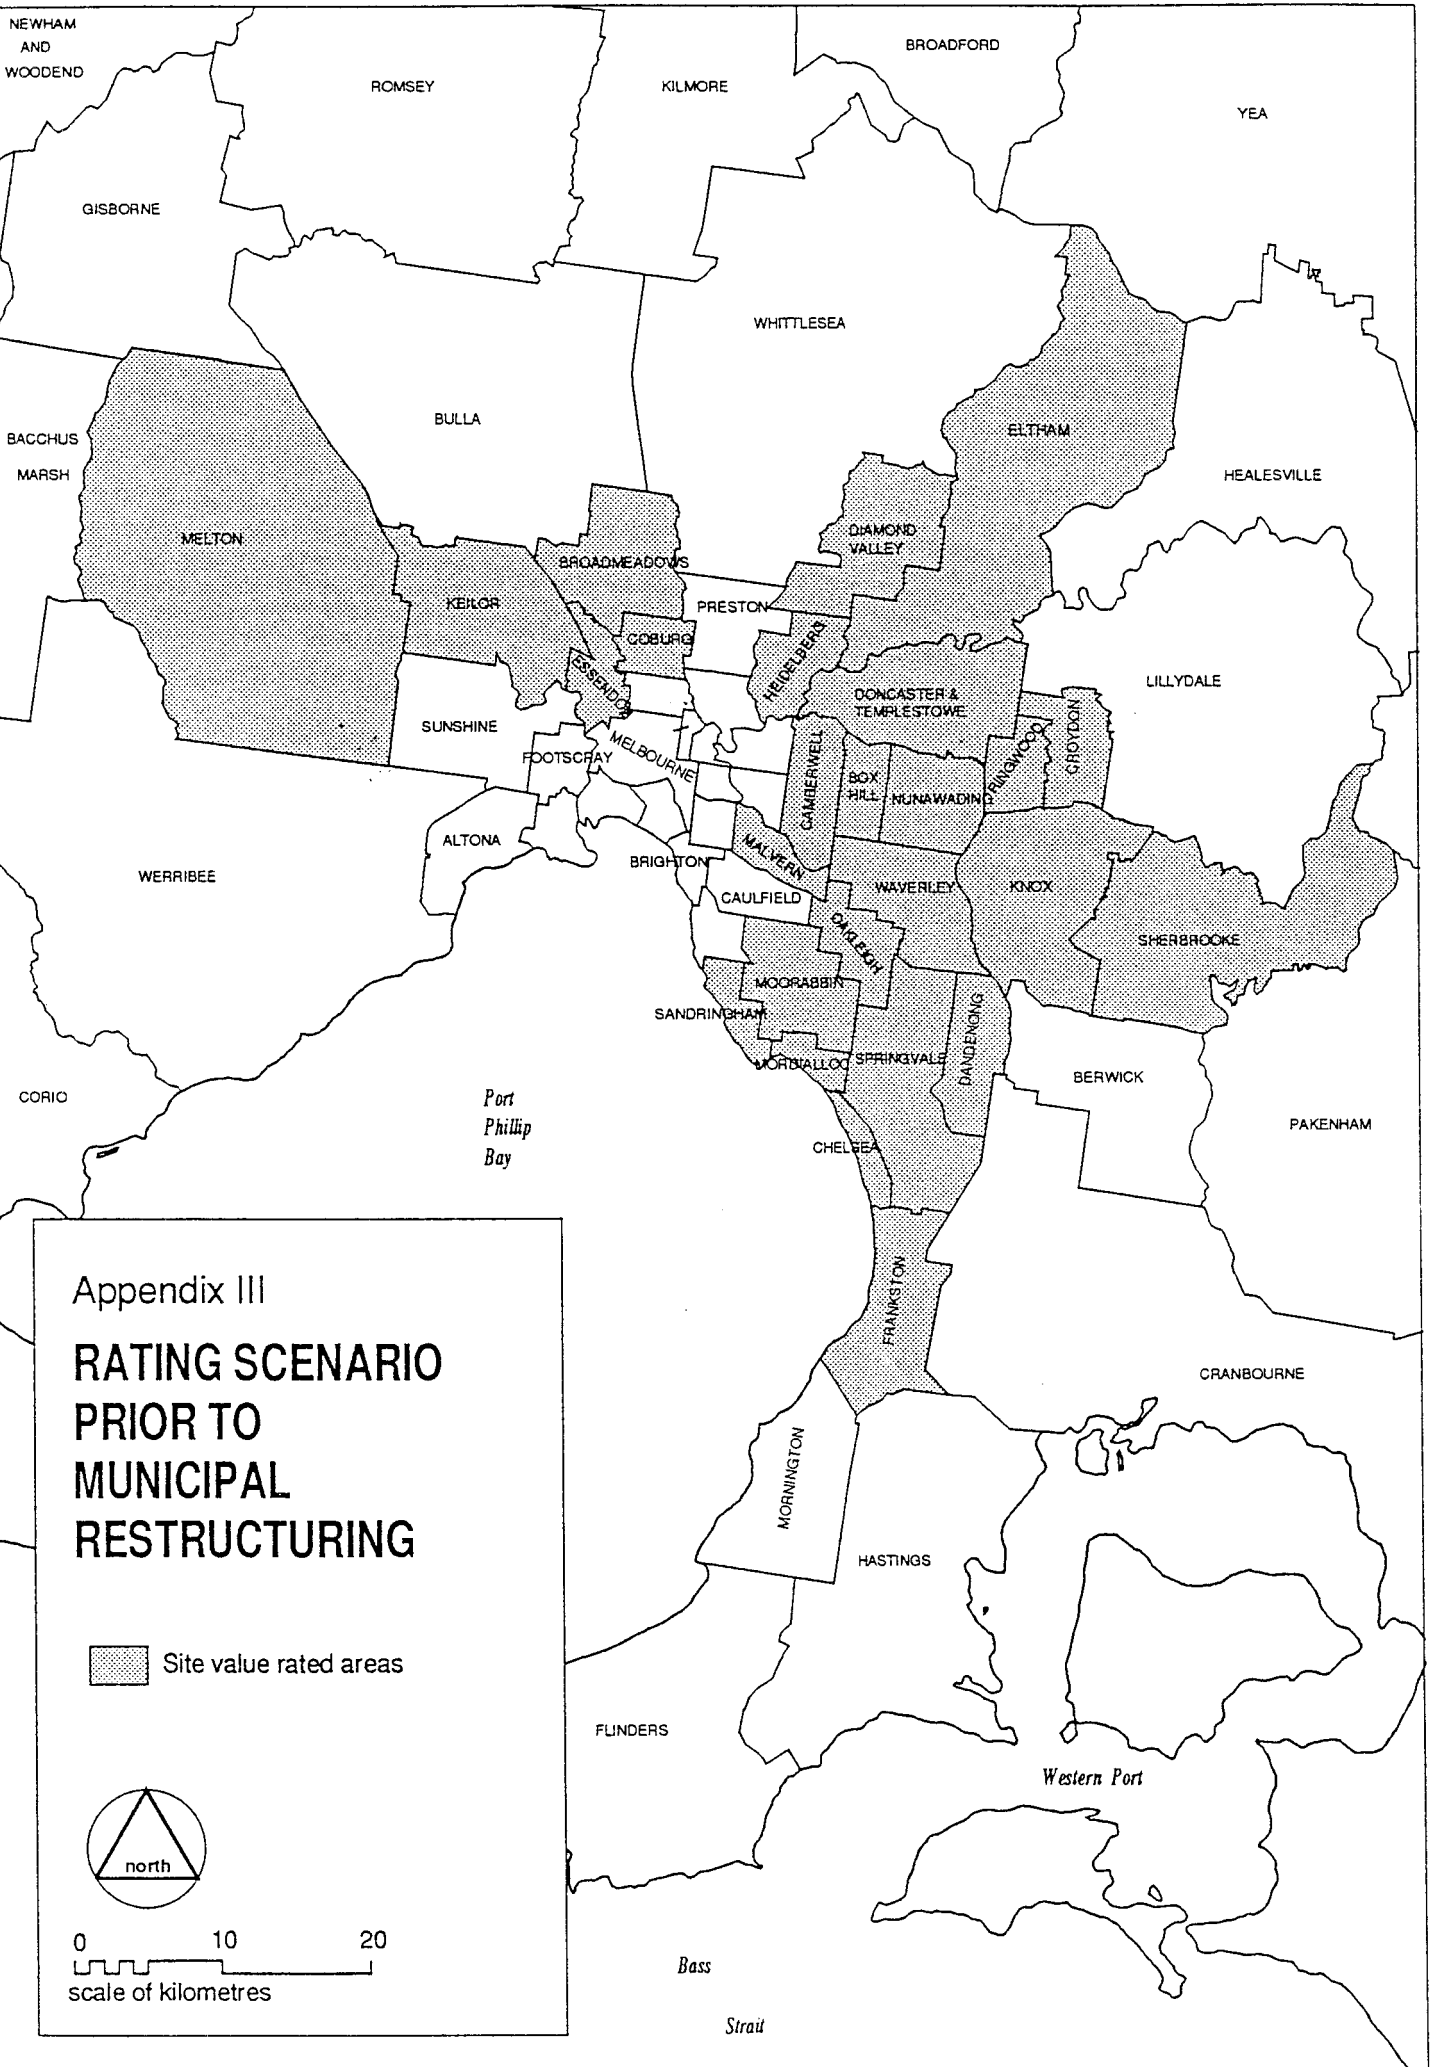 NEWHAM
AND
WOODEND
ROMSEY
KILMORE
BROADFORD
YEA
GISBORNE
WHITTLESEA
BULLA
ELTHAM
BACCHUS
MARSH
HEALESVILLE
MELTON
DIAMOND
VALLEY
BROADMEADOWS
KEILOR
PRESTON
COBURG
HEIDELBERG
ESSENDON
LILLYDALE
DONCASTER &
TEMPLESTOWE
SUNSHINE
FOOTSCRAY
MELBOURNE
CAMBERWELL
BOX
HILL
NUNAWADING
RINGWOOD
CROYDON
ALTONA
WERRIBEE
BRIGHTON
MALVERN
CAULFIELD
WAVERLEY
KNOX
OAKLEIGH
SHERBROOKE
MOORABBIN
SANDRINGHAM
MORDIALLOC
SPRINGVALE
DANDENONG
BERWICK
CORIO
Port
Phillip
Bay
PAKENHAM
CHELSEA
FRANKSTON
CRANBOURNE
MORNINGTON
HASTINGS
FLINDERS
Western Port
Bass
Strait
Appendix III
RATING SCENARIO
PRIOR TO
MUNICIPAL
RESTRUCTURING
Site value rated areas
north
0 10 20
scale of kilometres